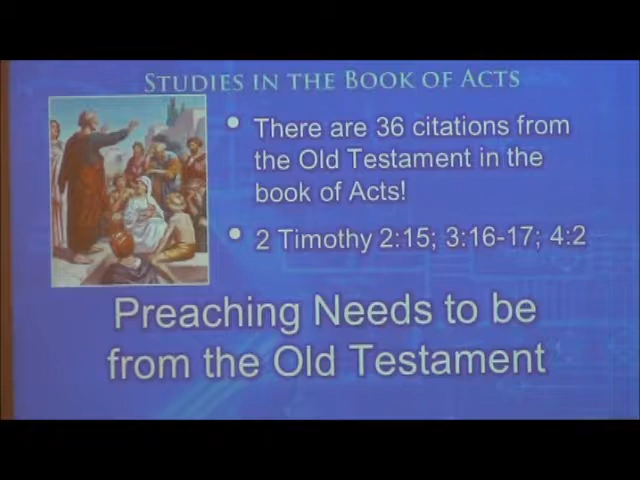 STUDIES IN THE BOOK OF ACTS
• There are 36 citations from
the Old Testament in the
book of Acts!
• 2 Timothy 2:15; 3:16-17; 4:2
Preaching Needs to be
from the Old Testament